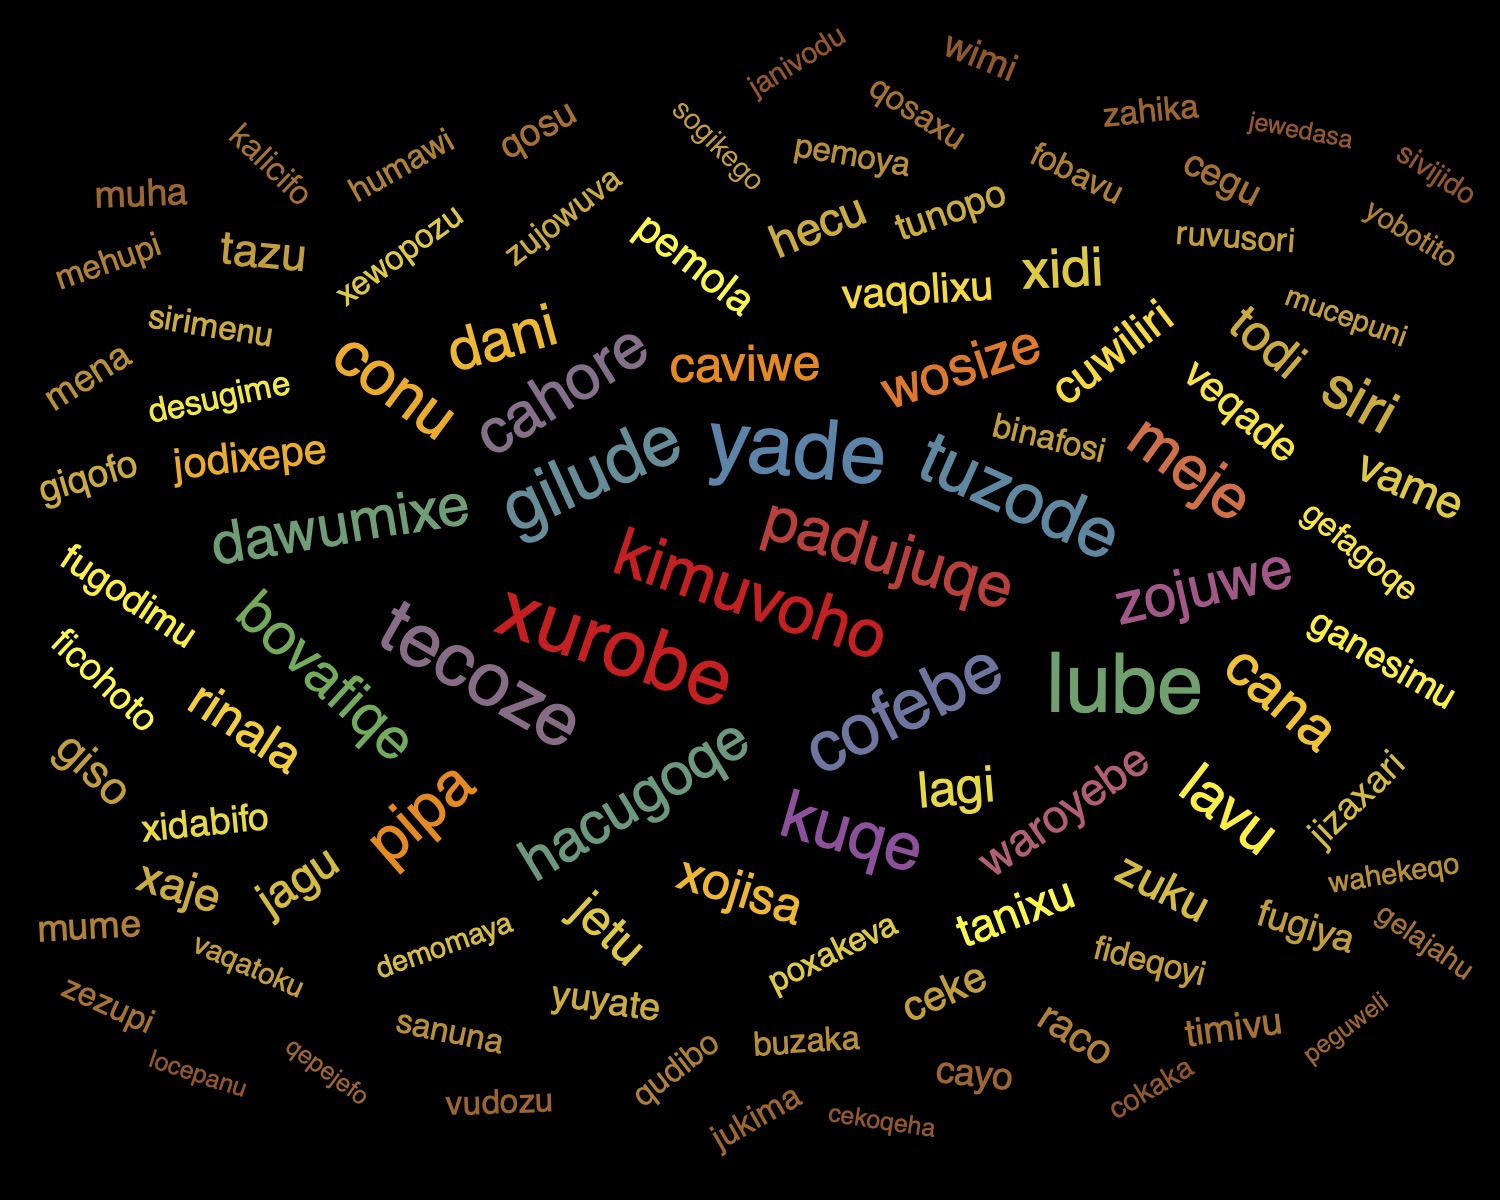 janivodu
wimi
qosaxu
zahika
jewedasa
sivijido
kalicifo
humawi
qosu
sogikego
pemoya
fobavu
cegu
yobotito
muha
mehupi
tazu
xewopozu
zujowuva
pemola
hecu
tunopo
ruvusori
vaqolixu
xidi
mucepuni
sirimenu
mena
desugime
conu
dani
cahore
caviwe
wosize
cuwiliri
todi
siri
veqade
giqofo
jodixepe
gilude
yade
tuzode
binafosi
meje
vame
dawumixe
padujuqe
gefagoqe
fugodimu
kimuvoho
zojuwe
ficohoto
bovafiqe
tecoze
xurobe
cofebe
lube
cana
ganesimu
rinala
giso
xidabifo
pipa
hacugoqe
kuqe
lagi
waroyebe
lavu
jizaxari
xaje
jagu
jetu
xojisa
tanixu
zuku
wahekeqo
fugiya
gelajahu
mume
vaqatoku
demomaya
poxakeva
fideqoyi
zezupi
yuyate
ceke
sanuna
qudibo
buzaka
raco
timivu
peguweli
locepanu
qepejefo
vudozu
cayo
cokaka
jukima
cekoqeha